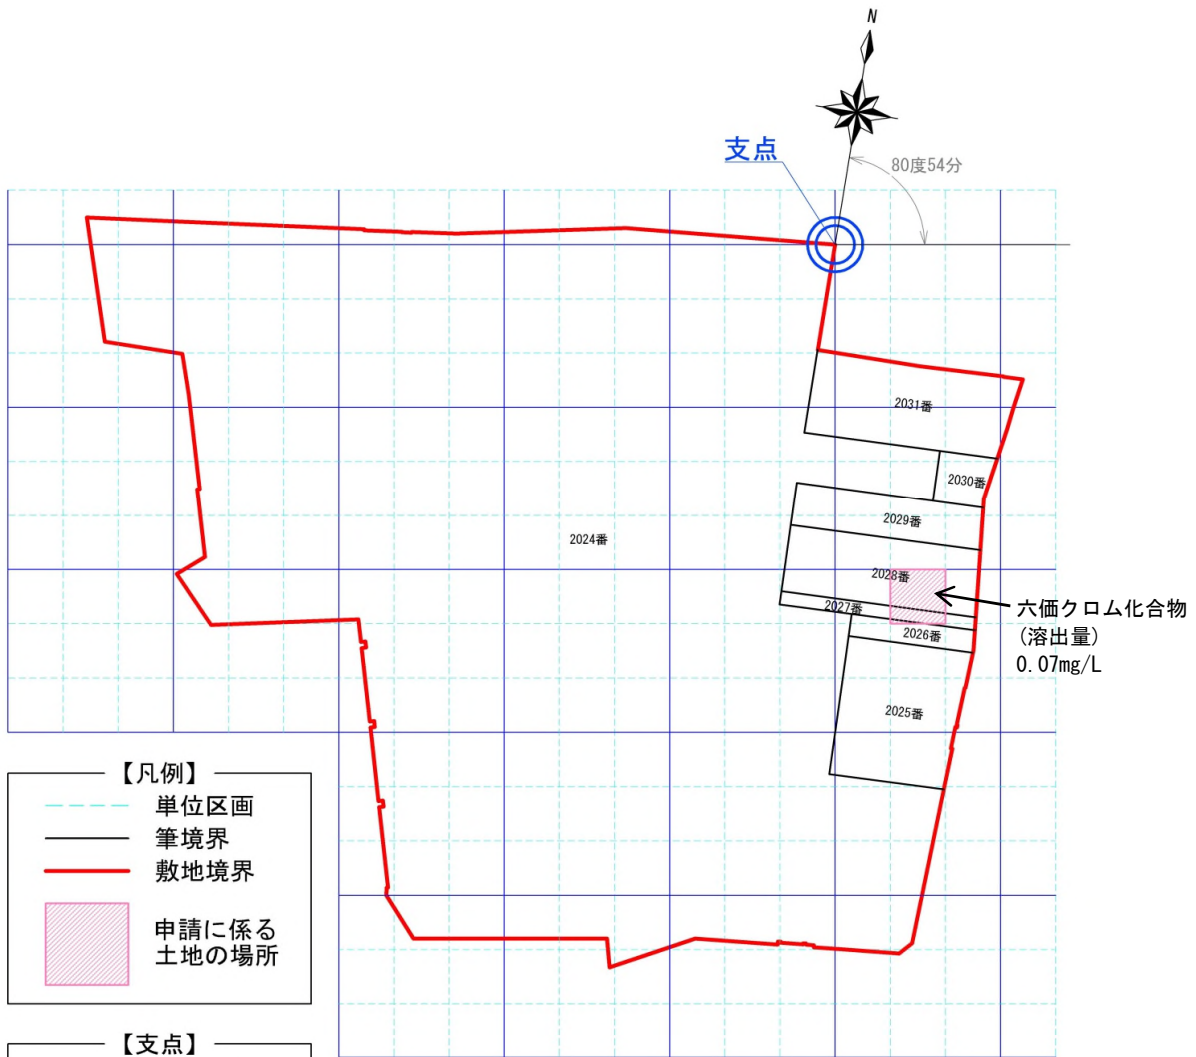 N
支点
80度54分
2031番
2030番
2029番
2024番
2028番
2027番
2026番
六価クロム化合物
(溶出量)
0.07mg/L
2025番
【凡例】
単位区画
筆境界
敷地境界
申請に係る
土地の場所
【支点】